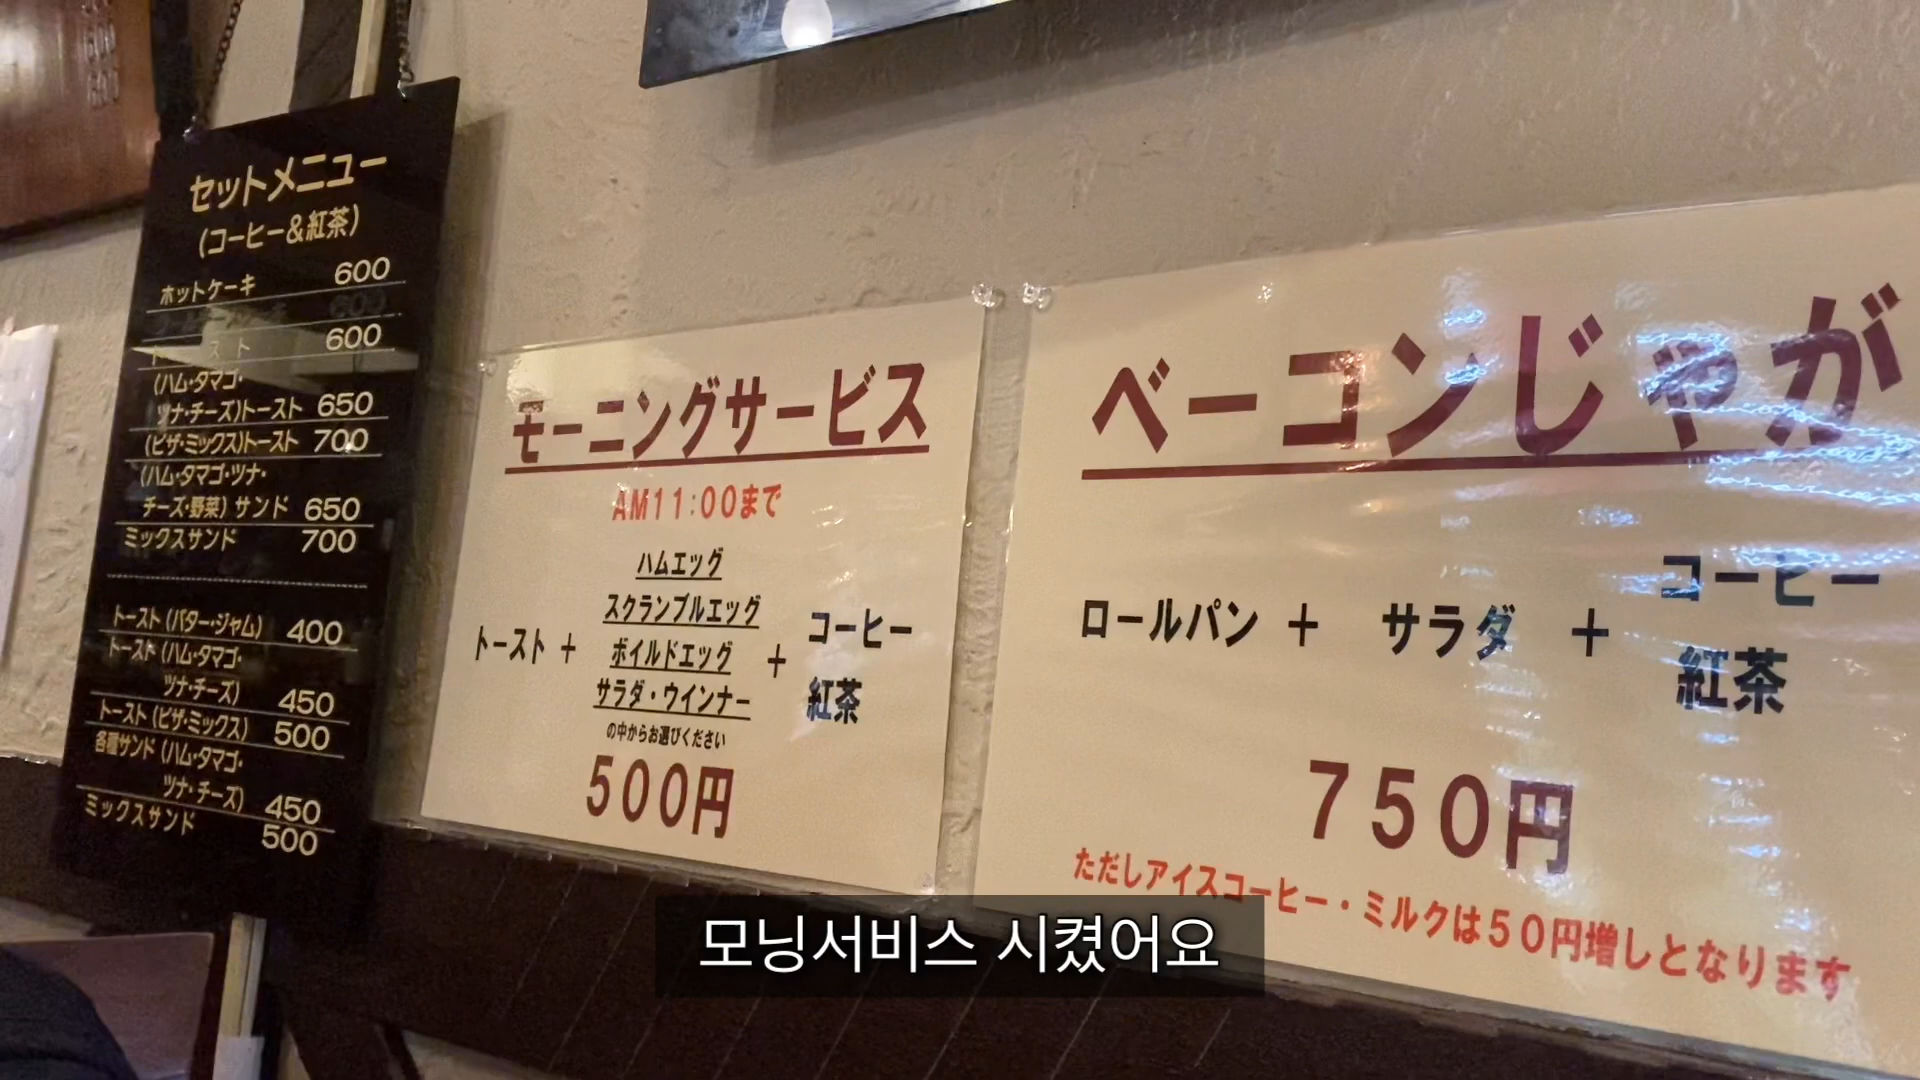 セットメニュー
(コーヒー&紅茶)
ホットケーキ 600
トースト 600
(ハム・タマゴ・
ツナ・チーズ)トースト 650
(ピザ・ミックス)トースト 700
(ハム・タマゴ・ツナ・
チーズ・野菜) サンド 650
ミックスサンド 700
トースト (バター・ジャム) 400
トースト (ハム・タマゴ・
ツナ・チーズ) 450
トースト (ピザ・ミックス) 500
各種サンド (ハム・タマゴ・
ツナ・チーズ) 450
ミックスサンド 500
モーニングサービス
AM11:00まで
ハムエッグ
スクランブルエッグ
ボイルドエッグ
サラダ・ウインナー
の中からお選びください
トースト + + コーヒー
紅茶
500円
ベーコンじゃが
ロールパン + サラダ + コーヒー
紅茶
750円
ただしアイスコーヒー・ミルクは50円増しとなります
모닝서비스 시켰어요